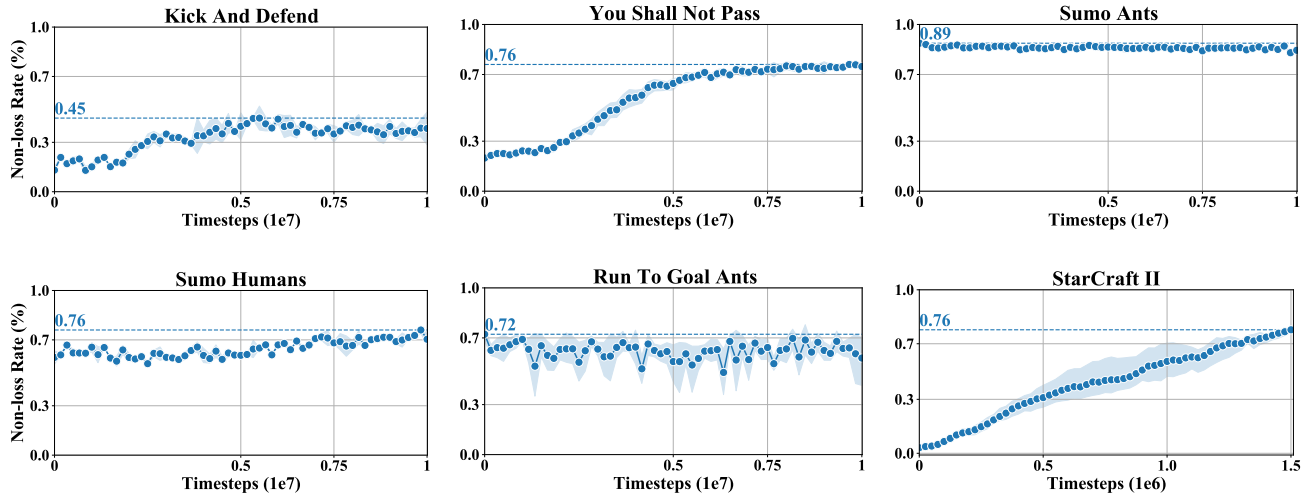 Kick And Defend
Non-loss Rate (%)
1.0
0.7
0.3
0.0
0.45
0 0.5 0.75 1
Timesteps (1e7)
You Shall Not Pass
1.0
0.7
0.3
0.0
0.76
0 0.5 0.75 1
Timesteps (1e7)
Sumo Ants
1.0
0.7
0.3
0.0
0.89
0 0.5 0.75 1
Timesteps (1e7)
Sumo Humans
Non-loss Rate (%)
1.0
0.7
0.3
0.0
0.76
0 0.5 0.75 1
Timesteps (1e7)
Run To Goal Ants
1.0
0.7
0.3
0.0
0.72
0 0.5 0.75 1
Timesteps (1e7)
StarCraft II
1.0
0.7
0.3
0.0
0.76
0 0.5 1.0 1.5
Timesteps (1e6)